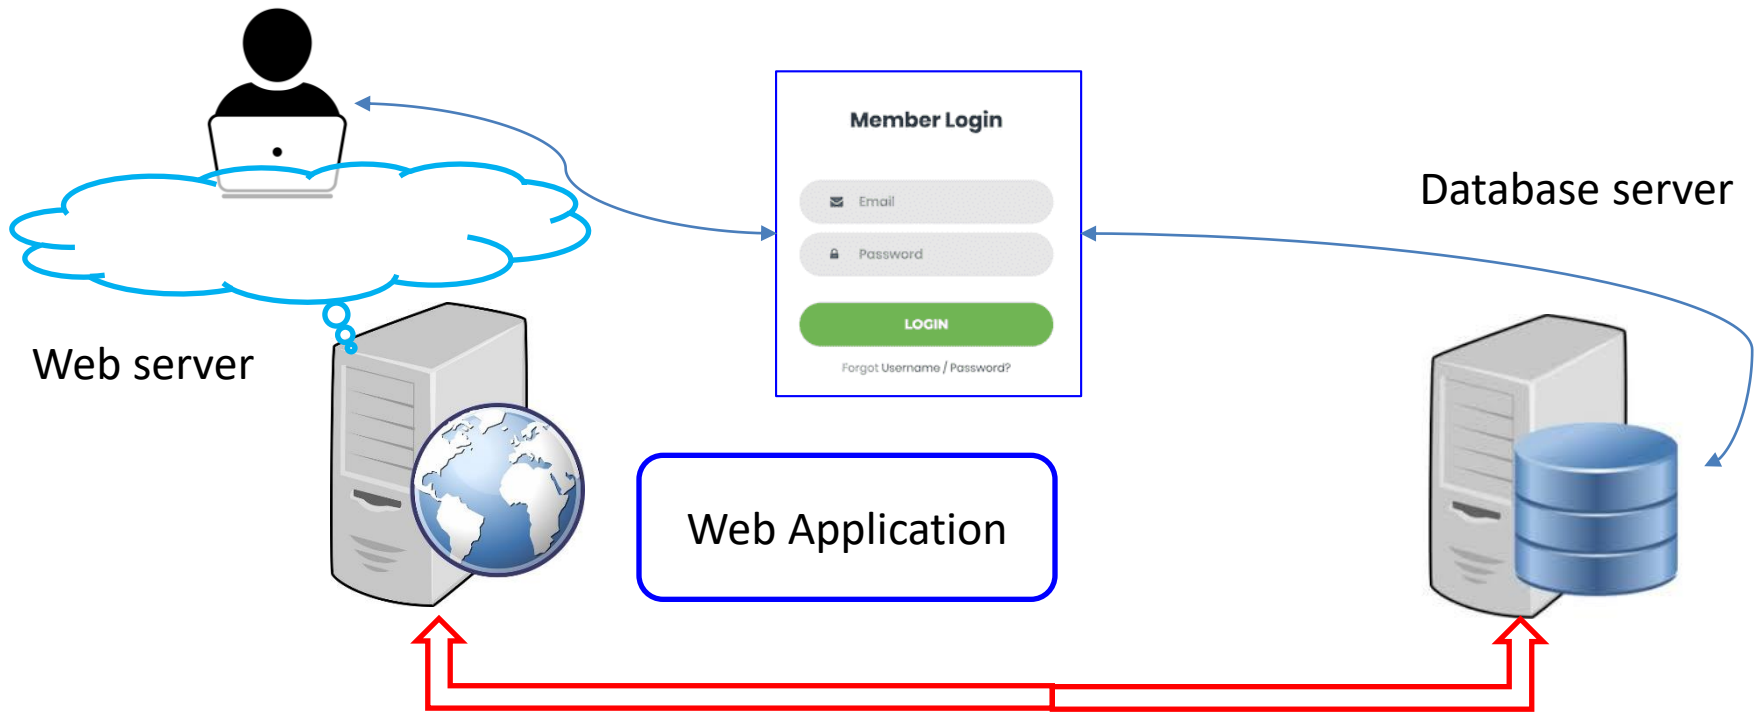 Member Login
Email
Password
LOGIN
Forgot Username / Password?
Database server
Web server
Web Application